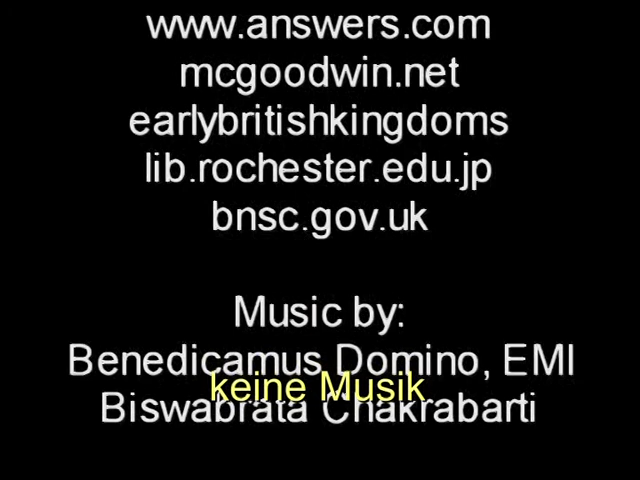 www.answers.com
mcgoodwin.net
earlybritishkingdoms
lib.rochester.edu.jp
bnsc.gov.uk
Music by:
Benedicamus Domino, EMI
keine Musik
Biswabrata Chakrabarti